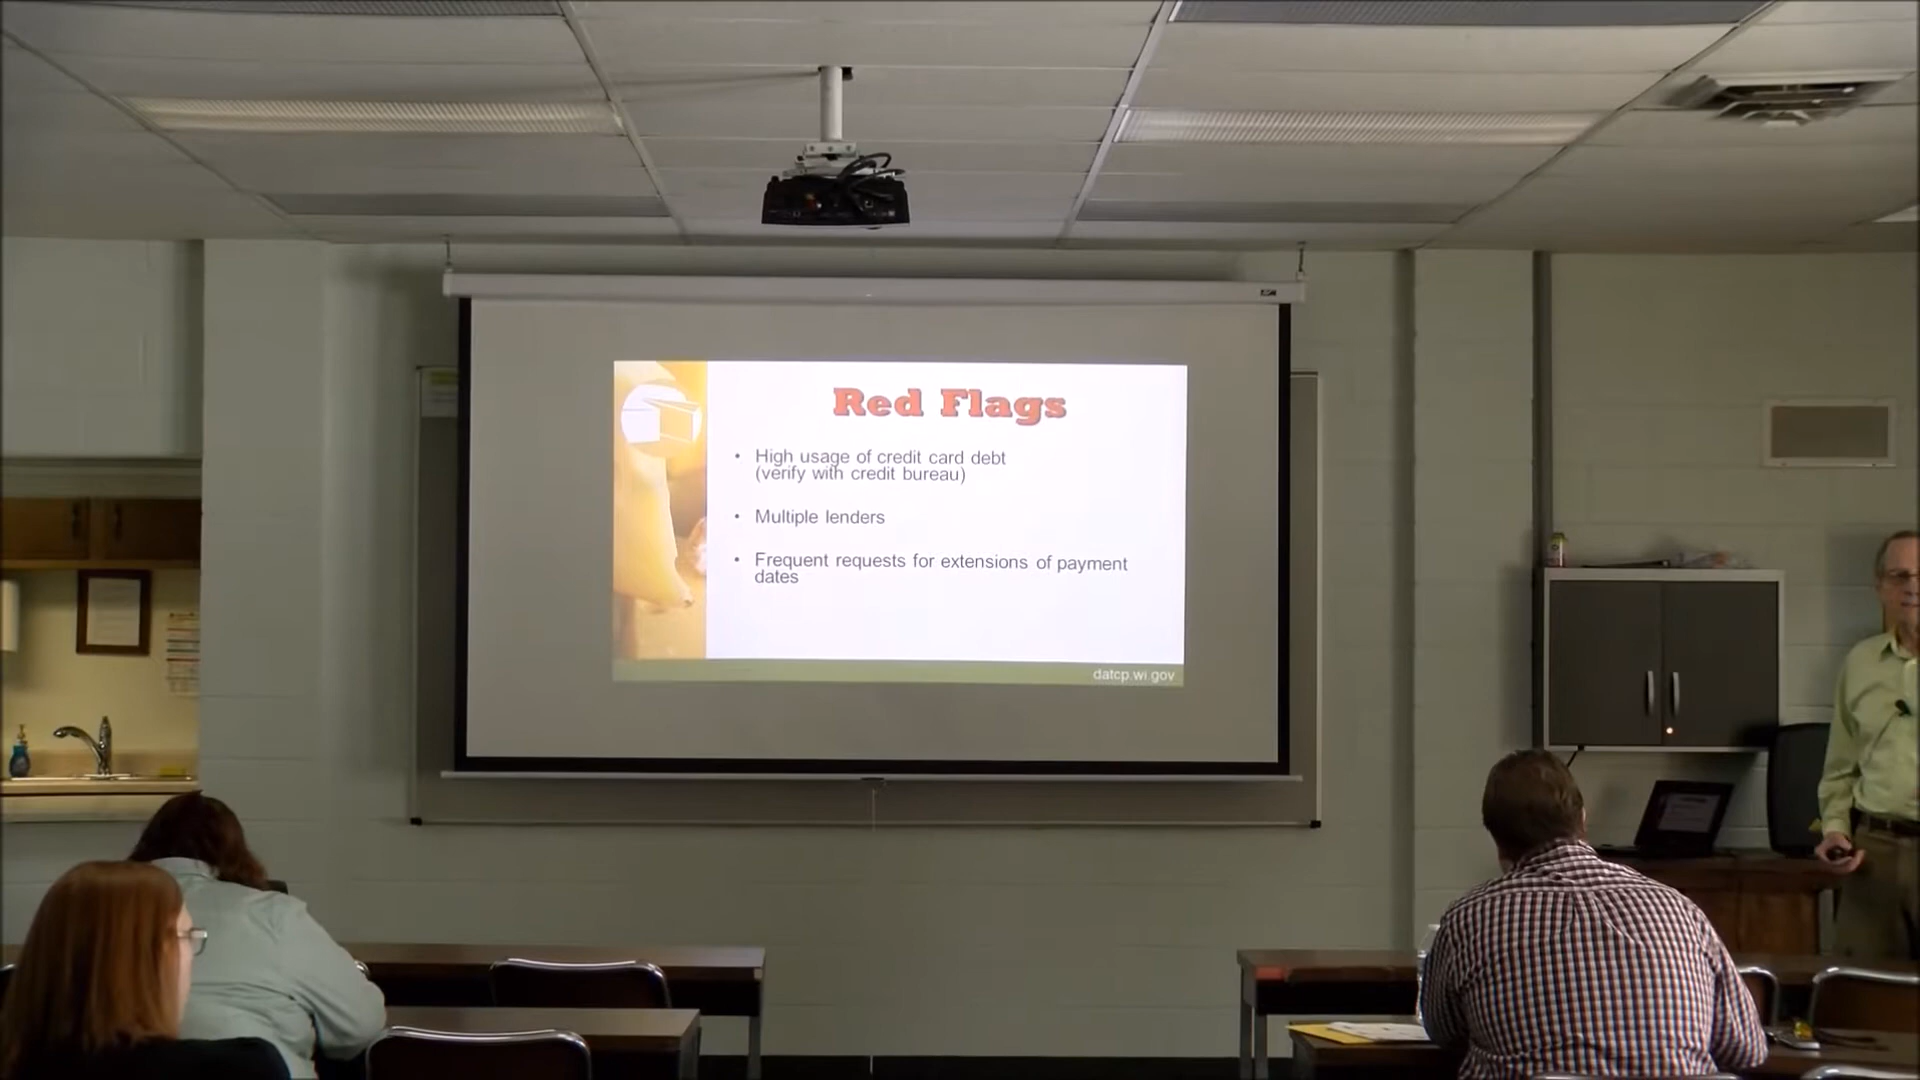 Red Flags
• High usage of credit card debt
(verify with credit bureau)
• Multiple lenders
• Frequent requests for extensions of payment
dates
datcp.wi.gov